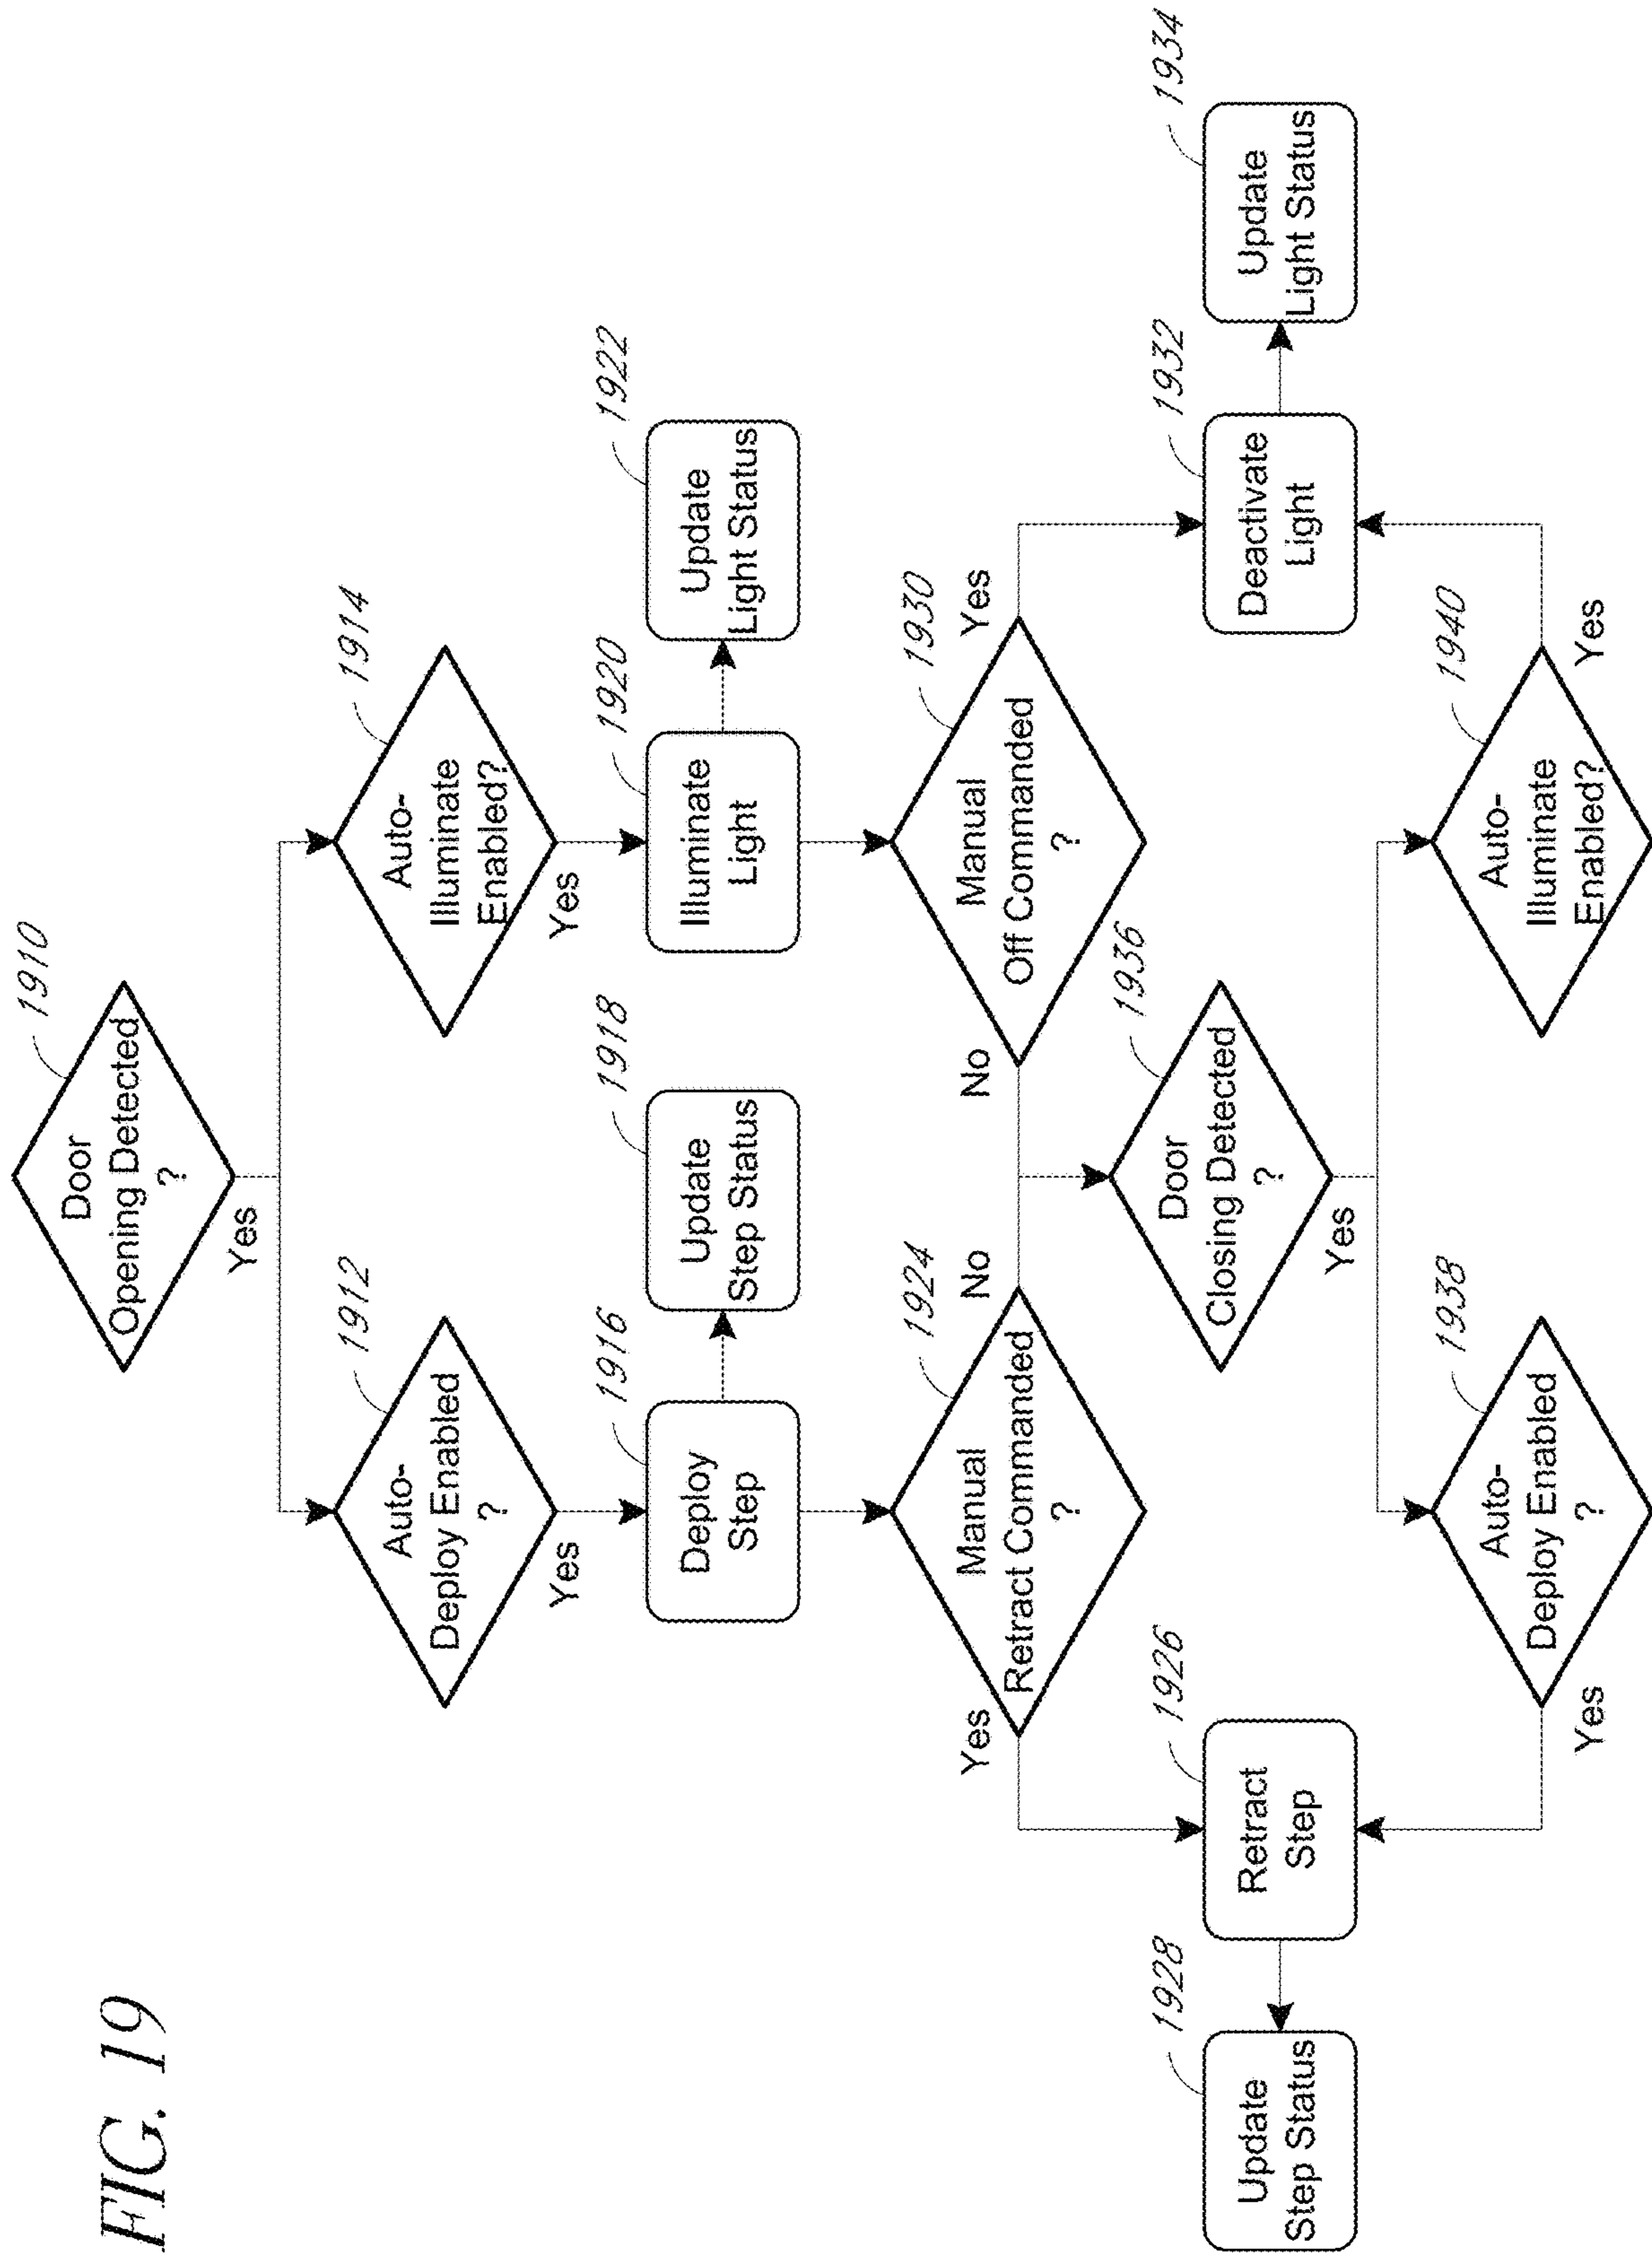 FIG. 19
1910
Door
Opening Detected
?
Yes
1912
Auto-
Deploy Enabled
?
Yes
1914
Auto-
Illuminate
Enabled?
Yes
1916
Deploy
Step
1918
Update
Step Status
1920
Illuminate
Light
1922
Update
Light Status
1924
Manual
Retract Commanded
?
Yes
No
1930
Manual
Off Commanded
?
No
Yes
1928
Update
Step Status
1926
Retract
Step
1936
Door
Closing Detected
?
Yes
1932
Deactivate
Light
1934
Update
Light Status
1938
Auto-
Deploy Enabled
?
Yes
1940
Auto-
Illuminate
Enabled?
Yes